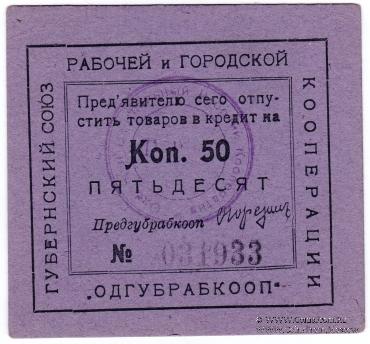 ГУБЕРНСКИЙ СОЮЗ
РАБОЧЕЙ и ГОРОДСКОЙ
КООПЕРАЦИИ
Пред'явителю сего отпу-
стить товаров в кредит на
Коп. 50
ПЯТЬДЕСЯТ
Предгубрабкооп
№ 031933
„ОДГУБРАБКООП"